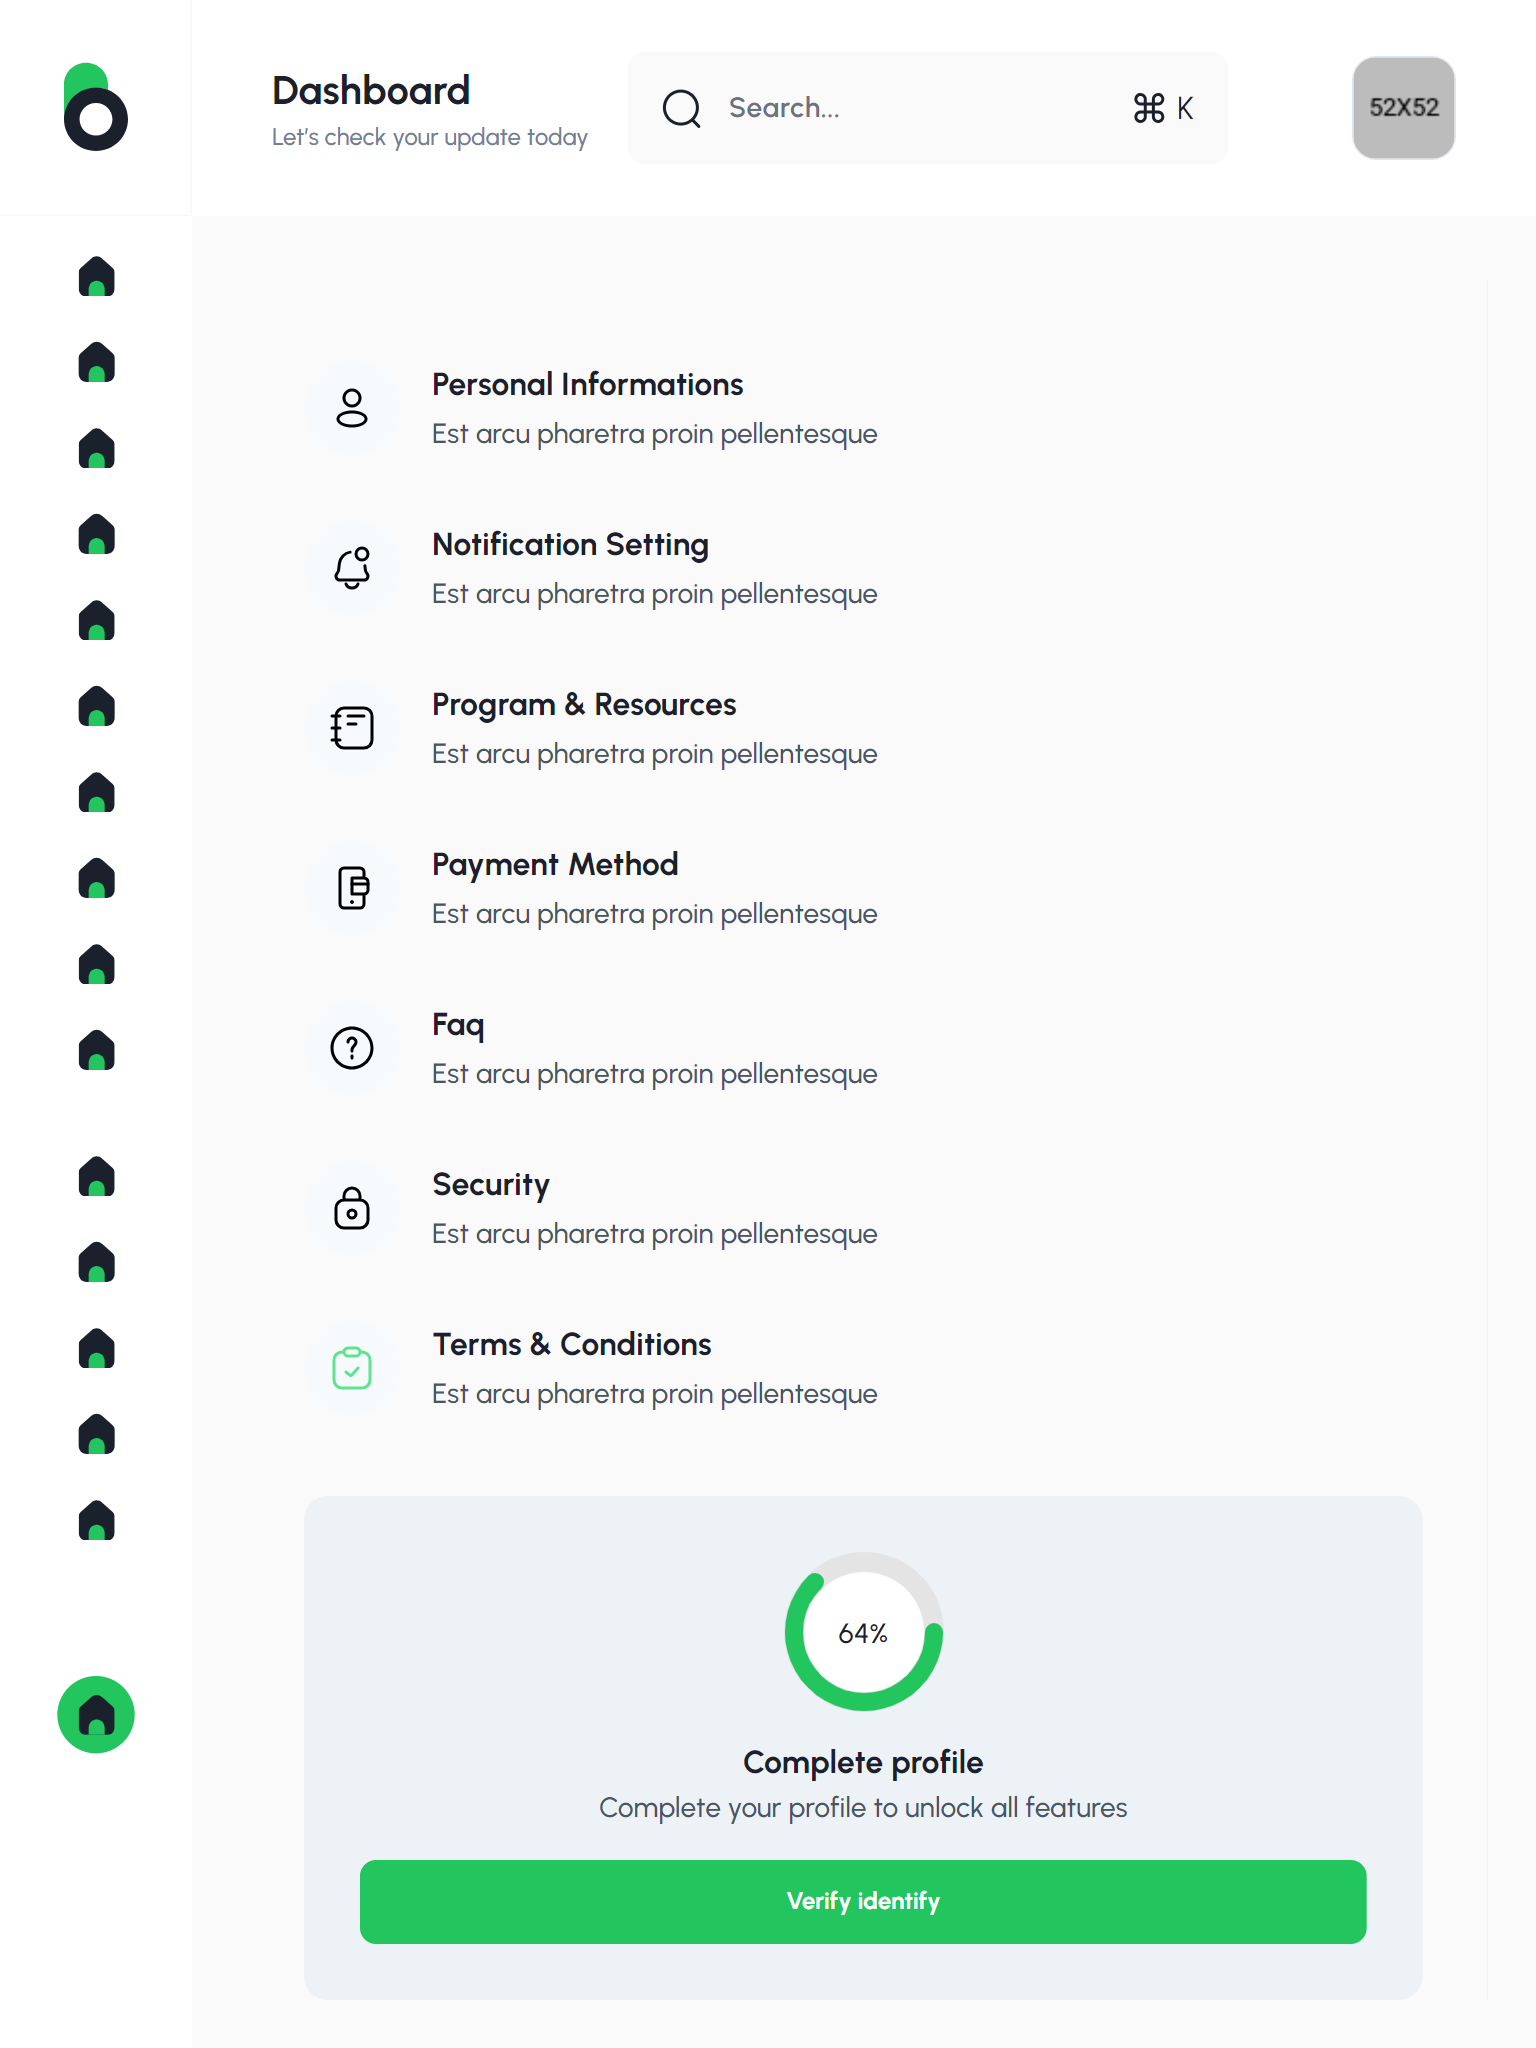 Dashboard
Let's check your update today
Search...
⌘ K
52X52
Personal Informations
Est arcu pharetra proin pellentesque
Notification Setting
Est arcu pharetra proin pellentesque
Program & Resources
Est arcu pharetra proin pellentesque
Payment Method
Est arcu pharetra proin pellentesque
Faq
Est arcu pharetra proin pellentesque
Security
Est arcu pharetra proin pellentesque
Terms & Conditions
Est arcu pharetra proin pellentesque
64%
Complete profile
Complete your profile to unlock all features
Verify identify